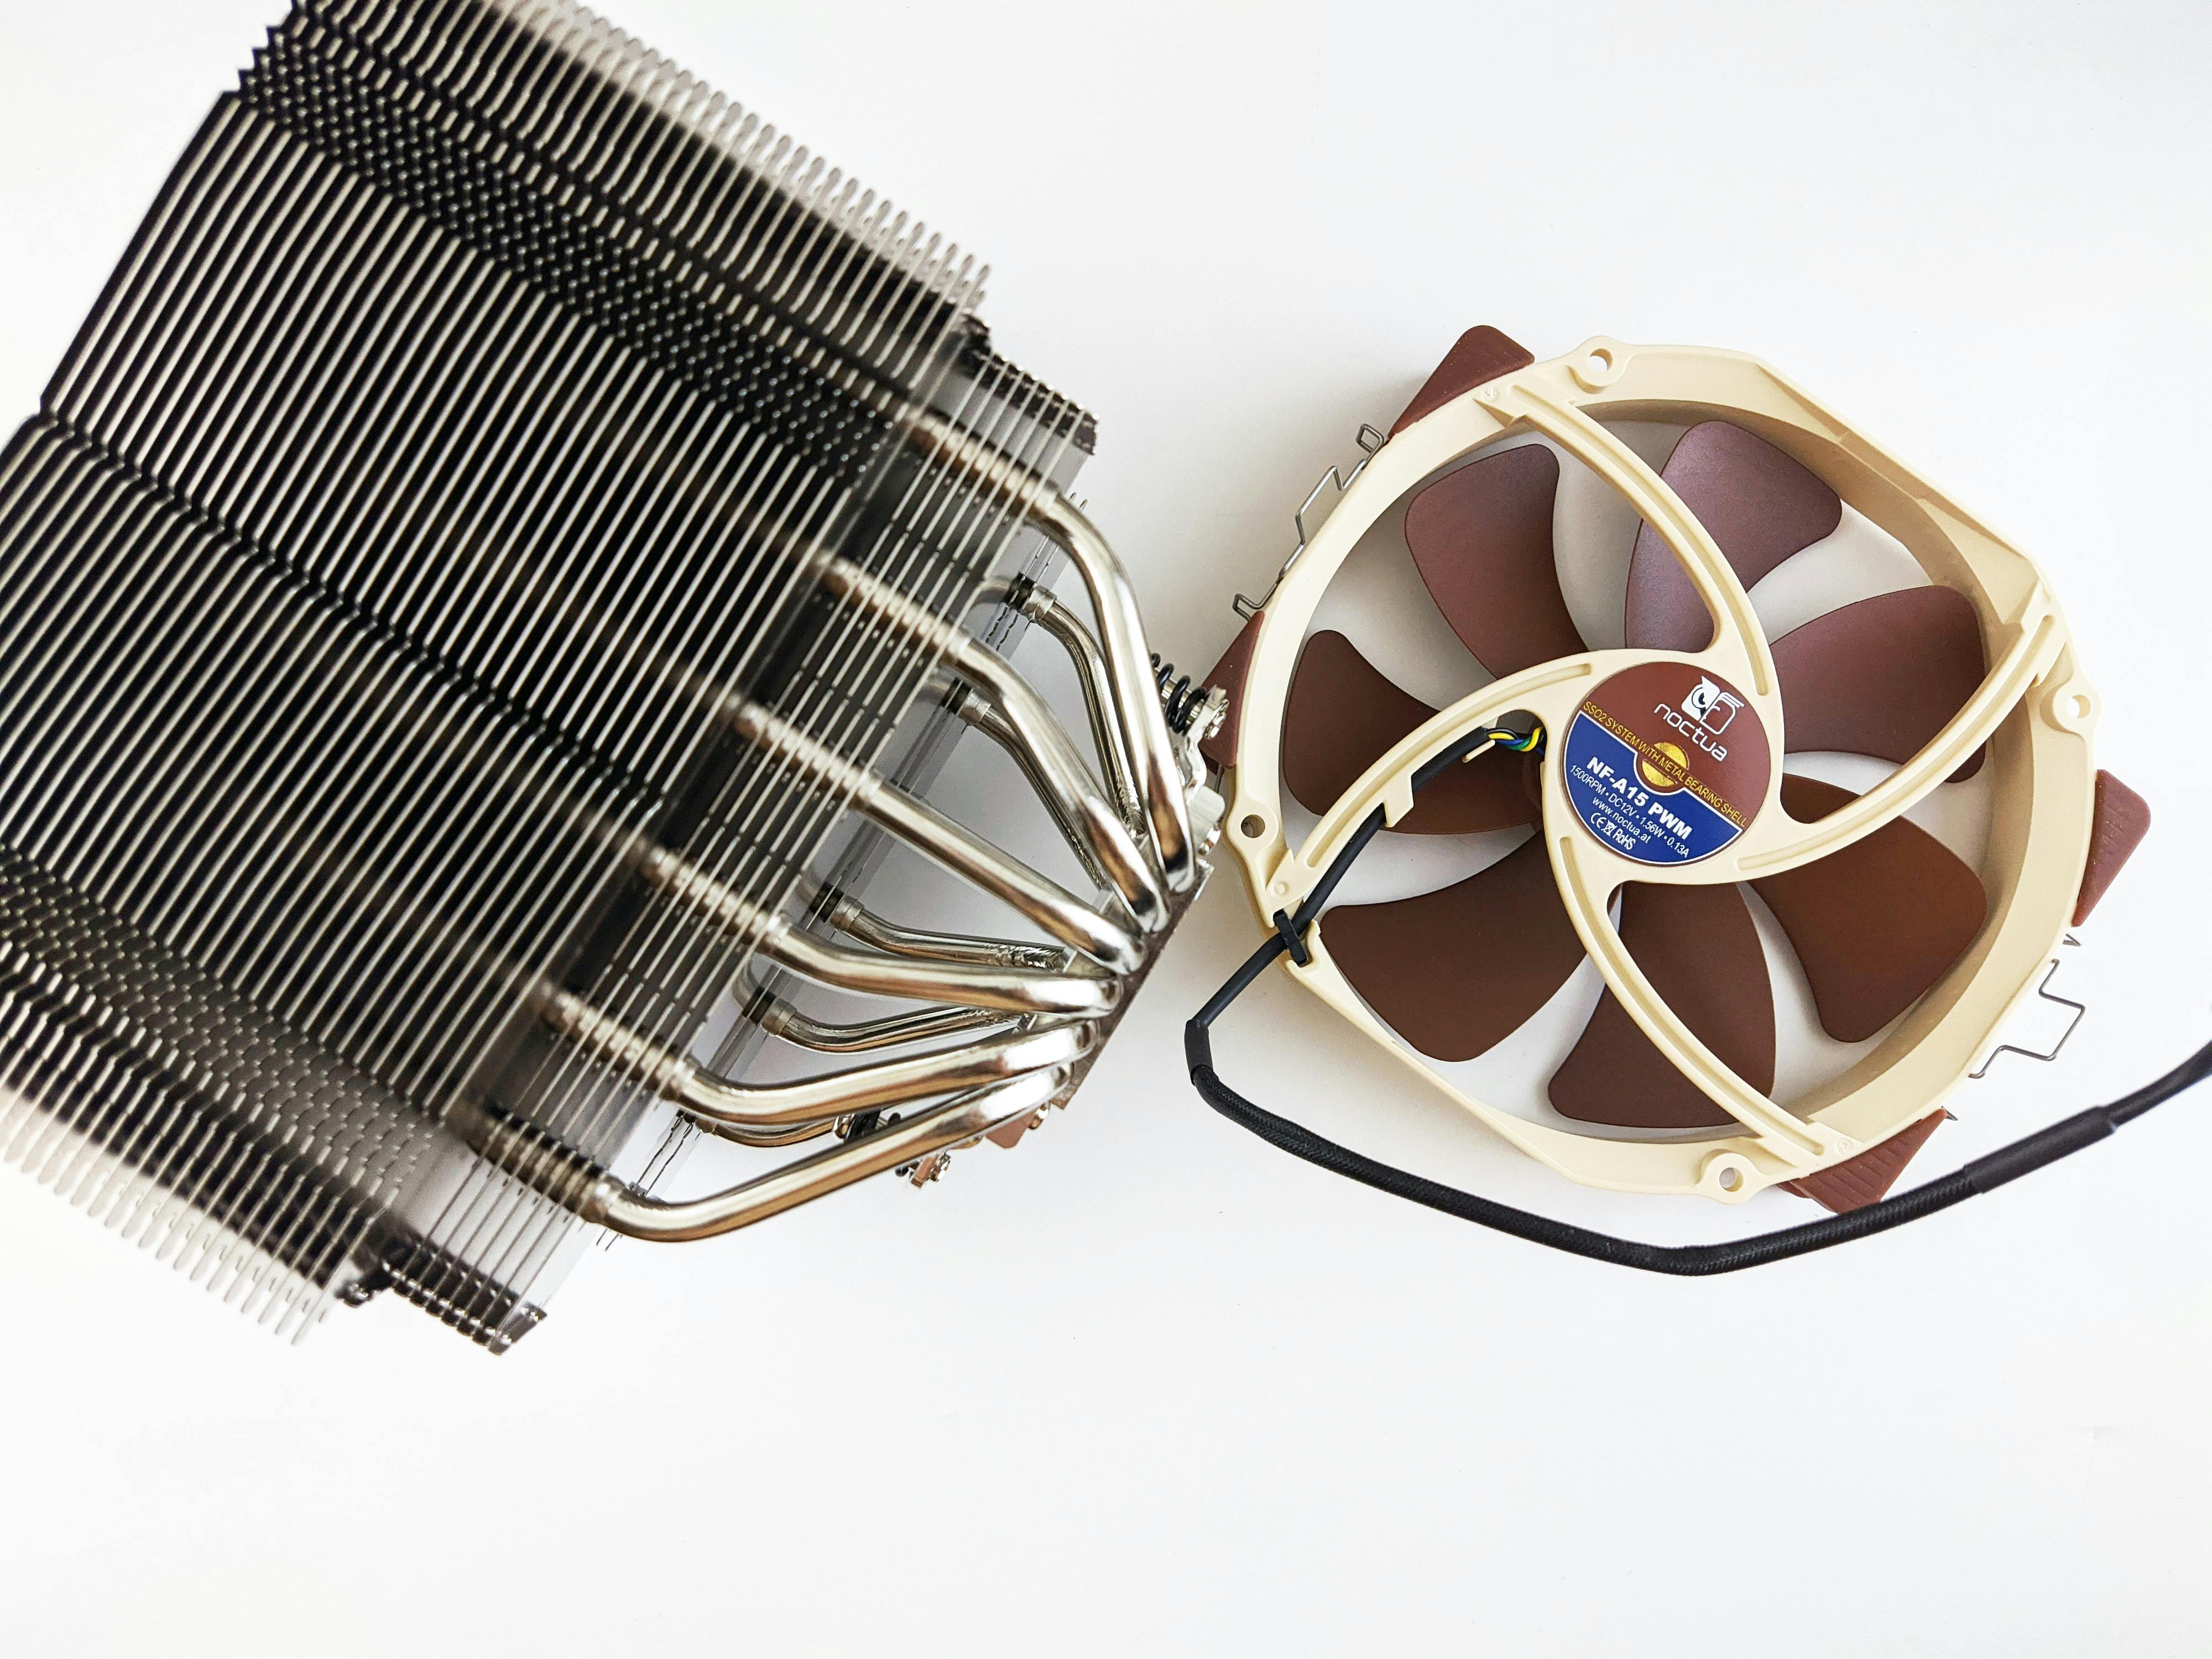 noctua
SSO2 SYSTEM WITH METAL BEARING SHELL
NF-A15 PWM
1500RPM • DC12V • 1,56W • 0.13A
www.noctua.at
CE RoHS